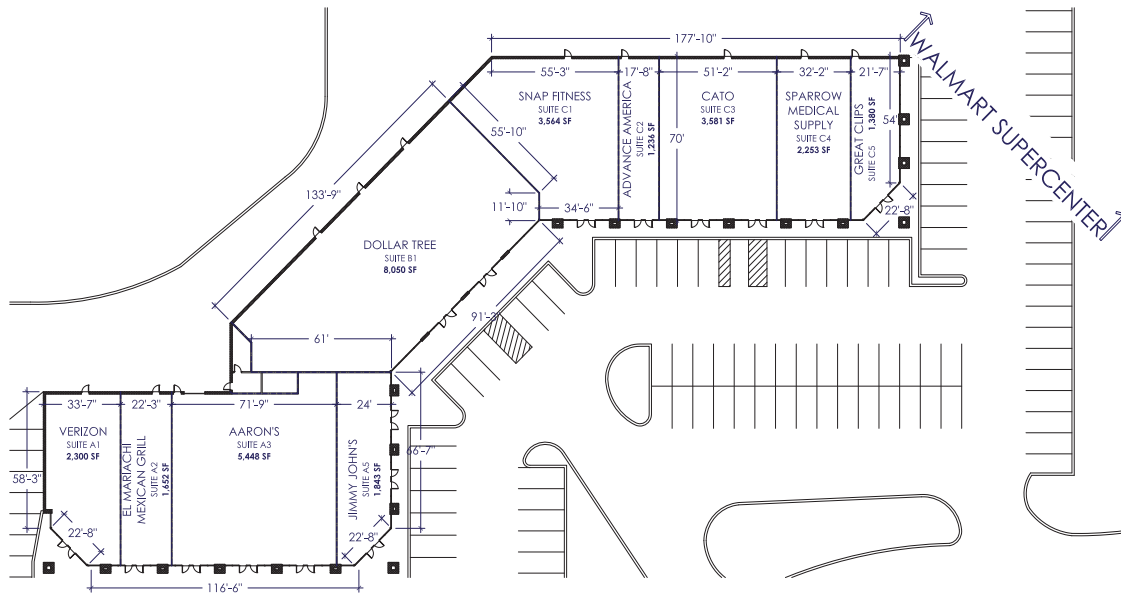 177'-10"
WALMART SUPERCENTER
55'-3"
17'-8"
51'-2"
32'-2"
21'-7"
SNAP FITNESS
SUITE C1
3,564 SF
ADVANCE AMERICA
SUITE C2
1,236 SF
CATO
SUITE C3
3,581 SF
SPARROW
MEDICAL
SUPPLY
SUITE C4
2,253 SF
GREAT CLIPS
SUITE C5
1,380 SF
54'
70'
55'-10"
133'-9"
11'-10"
34'-6"
22'-8"
DOLLAR TREE
SUITE B1
8,050 SF
91'-3"
61'
33'-7"
22'-3"
71'-9"
24'
VERIZON
SUITE A1
2,300 SF
EL MARIACHI
MEXICAN GRILL
SUITE A2
1,652 SF
AARON'S
SUITE A3
5,448 SF
JIMMY JOHN'S
SUITE A5
1,843 SF
66'-7"
58'-3"
22'-8"
22'-8"
116'-6"